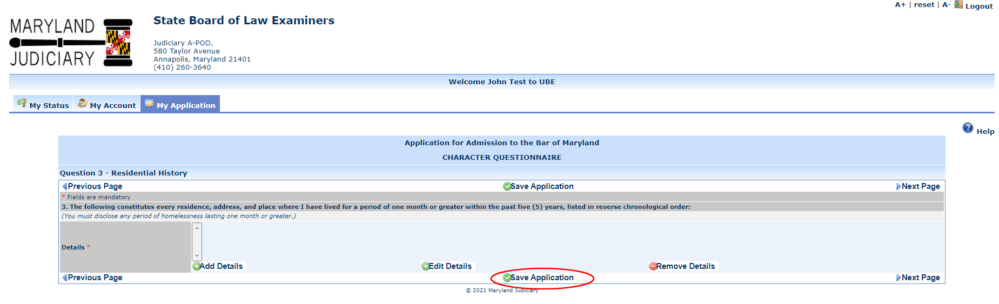 A+ | reset | A- Logout
MARYLAND
JUDICIARY
State Board of Law Examiners
Judiciary A-POD,
580 Taylor Avenue
Annapolis, Maryland 21401
(410) 260-3640
Welcome John Test to UBE
My Status My Account My Application
Help
Application for Admission to the Bar of Maryland
CHARACTER QUESTIONNAIRE
Question 3 - Residential History
Previous Page Save Application Next Page
* Fields are mandatory
3. The following constitutes every residence, address, and place where I have lived for a period of one month or greater within the past five (5) years, listed in reverse chronological order:
(You must disclose any period of homelessness lasting one month or greater.)
Details *
Add Details Edit Details Remove Details
Previous Page Save Application Next Page
© 2021 Maryland Judiciary